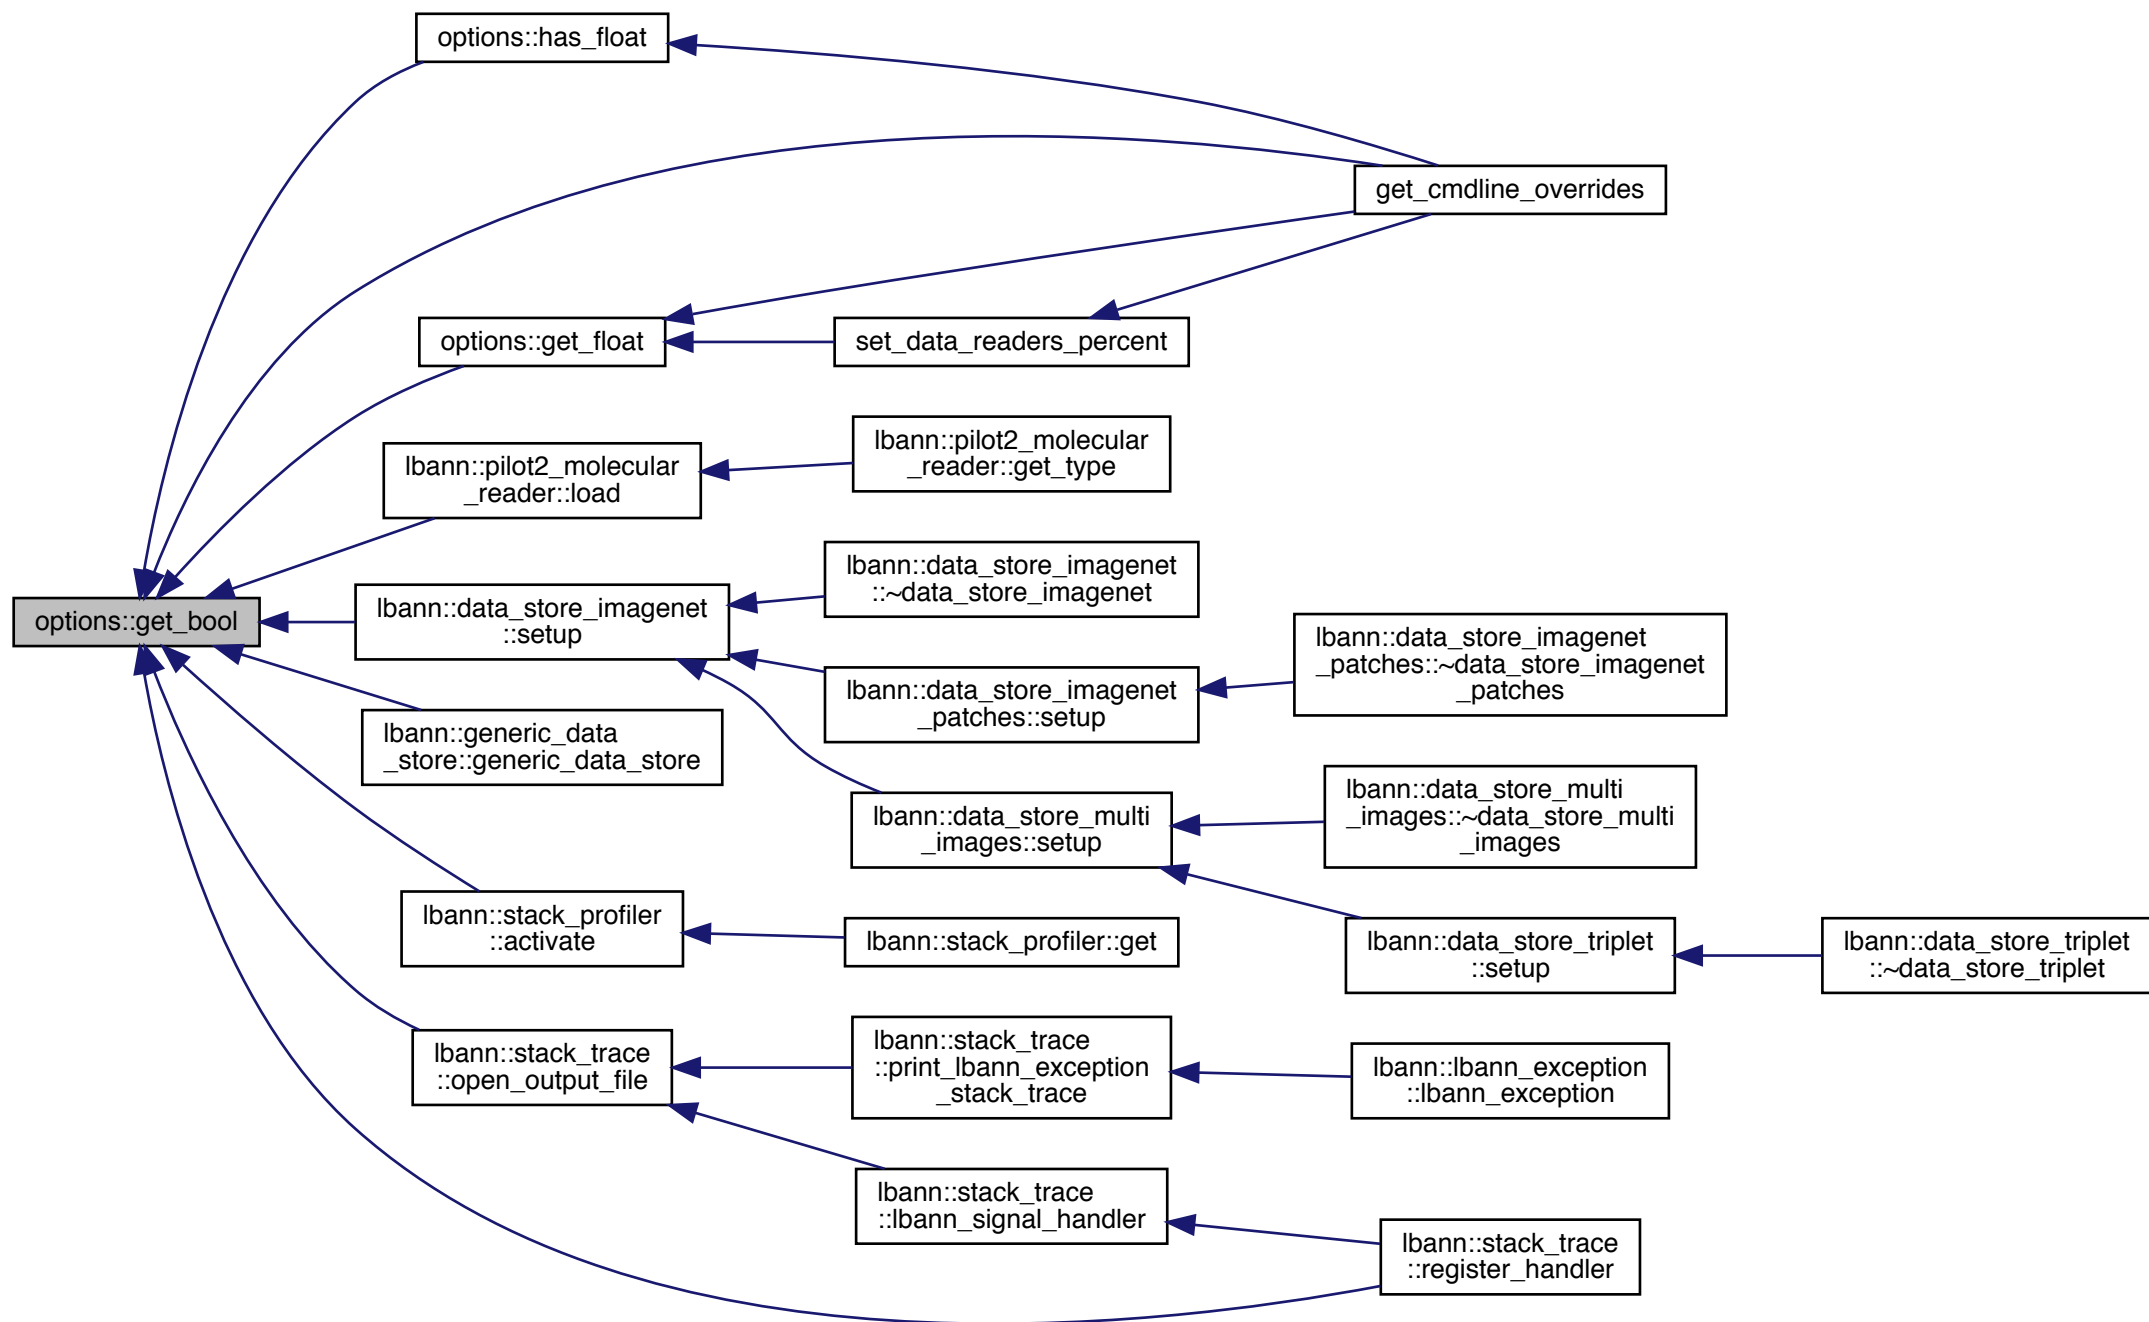 options::has_float
get_cmdline_overrides
options::get_float
set_data_readers_percent
lbann::pilot2_molecular
_reader::load
lbann::pilot2_molecular
_reader::get_type
options::get_bool
lbann::data_store_imagenet
::setup
lbann::data_store_imagenet
::~data_store_imagenet
lbann::data_store_imagenet
_patches::setup
lbann::data_store_imagenet
_patches::~data_store_imagenet
_patches
lbann::generic_data
_store::generic_data_store
lbann::data_store_multi
_images::setup
lbann::data_store_multi
_images::~data_store_multi
_images
lbann::stack_profiler
::activate
lbann::stack_profiler::get
lbann::data_store_triplet
::setup
lbann::data_store_triplet
::~data_store_triplet
lbann::stack_trace
::open_output_file
lbann::stack_trace
::print_lbann_exception
_stack_trace
lbann::lbann_exception
::lbann_exception
lbann::stack_trace
::lbann_signal_handler
lbann::stack_trace
::register_handler